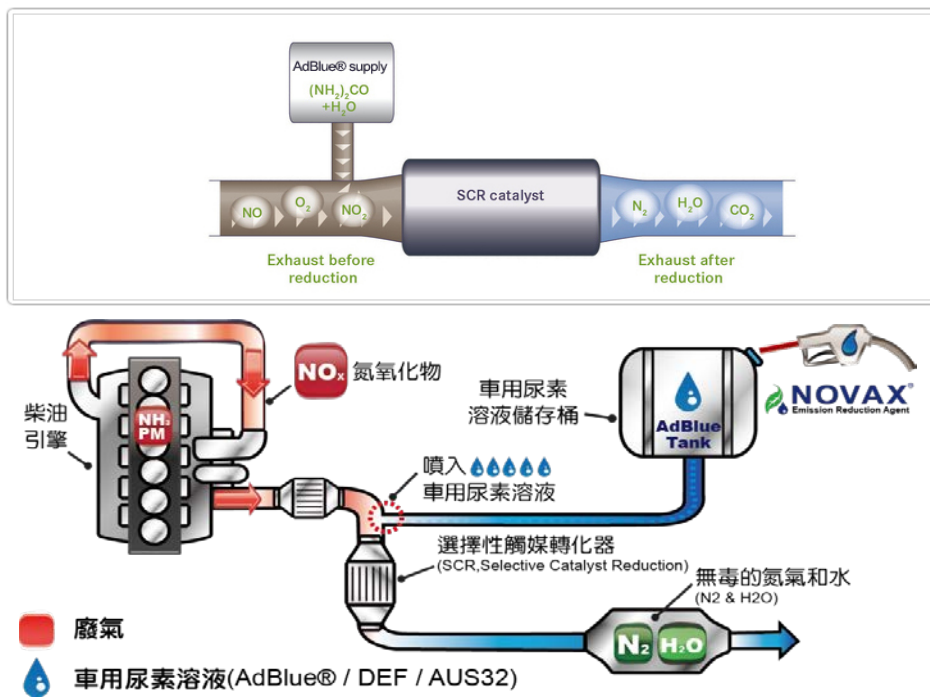 AdBlue® supply
(NH₂)₂CO
+H₂O
NO
O₂
NO₂
SCR catalyst
N₂
H₂O
CO₂
Exhaust before
reduction
Exhaust after
reduction
NOx 氮氧化物
柴油
引擎
NH₃
PM
車用尿素
溶液儲存桶
AdBlue
Tank
NOVAX®
Emission Reduction Agent
噴入
車用尿素溶液
選擇性觸媒轉化器
(SCR,Selective Catalyst Reduction)
無毒的氮氣和水
(N2 & H2O)
N₂
H₂O
廢氣
車用尿素溶液(AdBlue® / DEF / AUS32)